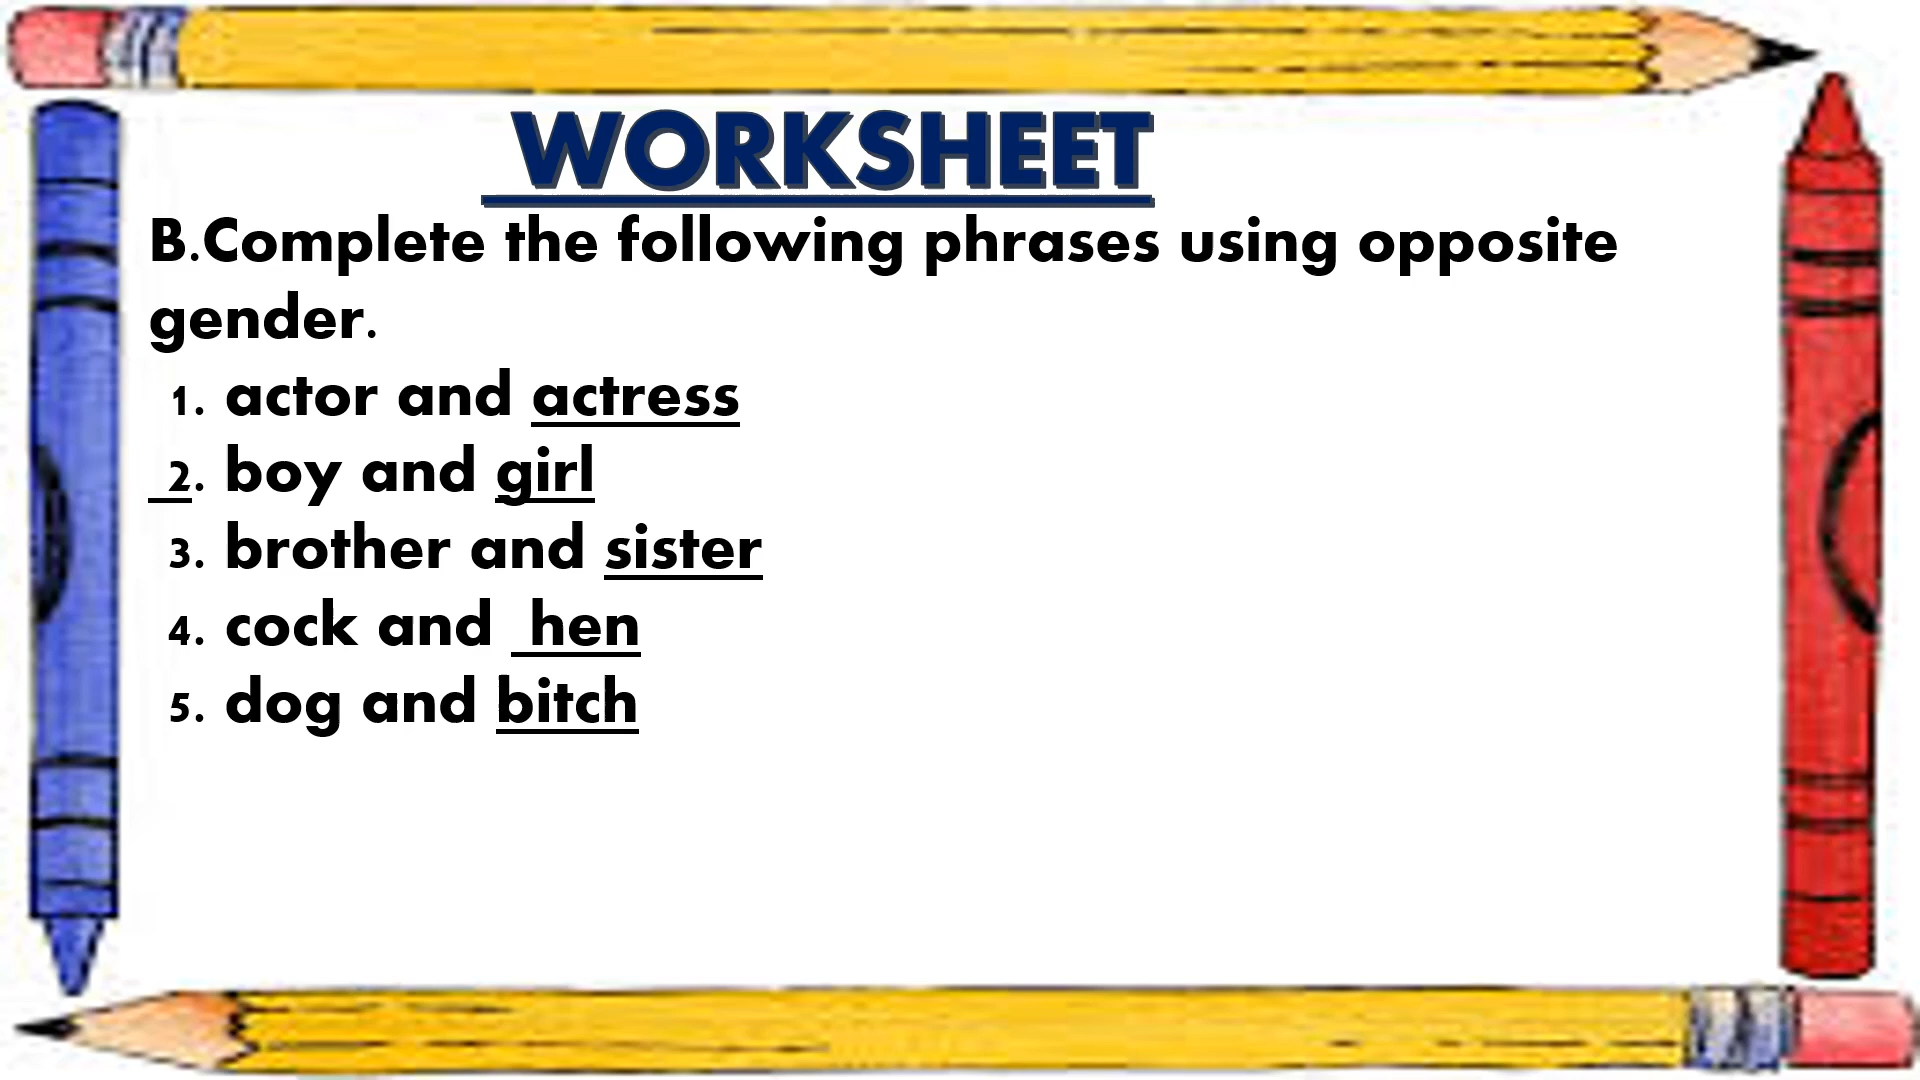 WORKSHEET
B.Complete the following phrases using opposite
gender.
1. actor and actress
2. boy and girl
3. brother and sister
4. cock and hen
5. dog and bitch